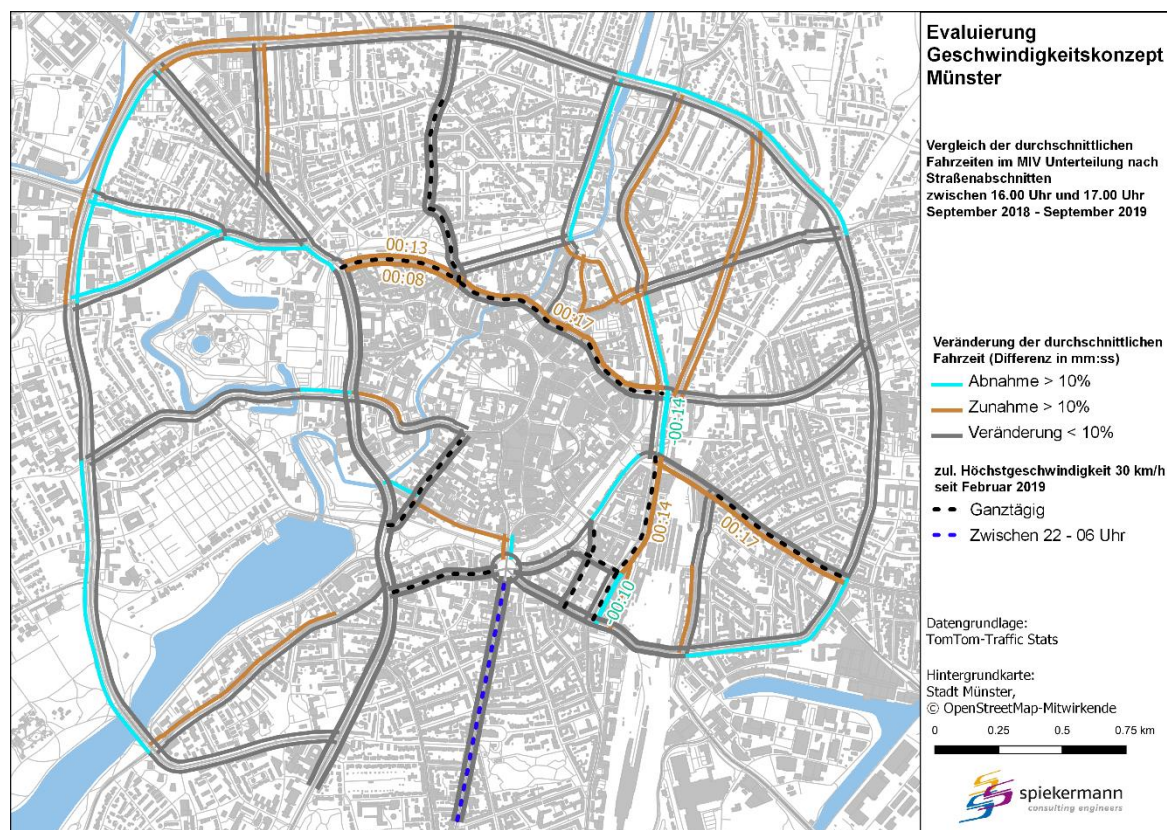 Evaluierung
Geschwindigkeitskonzept
Münster
Vergleich der durchschnittlichen
Fahrzeiten im MIV Unterteilung nach
Straßenabschnitten
zwischen 16.00 Uhr und 17.00 Uhr
September 2018 - September 2019
Veränderung der durchschnittlichen
Fahrzeit (Differenz in mm:ss)
Abnahme > 10%
Zunahme > 10%
Veränderung < 10%
zul. Höchstgeschwindigkeit 30 km/h
seit Februar 2019
Ganztägig
Zwischen 22 - 06 Uhr
Datengrundlage:
TomTom-Traffic Stats
Hintergrundkarte:
Stadt Münster,
© OpenStreetMap-Mitwirkende
0 0.25 0.5 0.75 km
spiekermann
consulting engineers
00:13
00:08
00:17
-00:14
00:14
00:17
-00:10